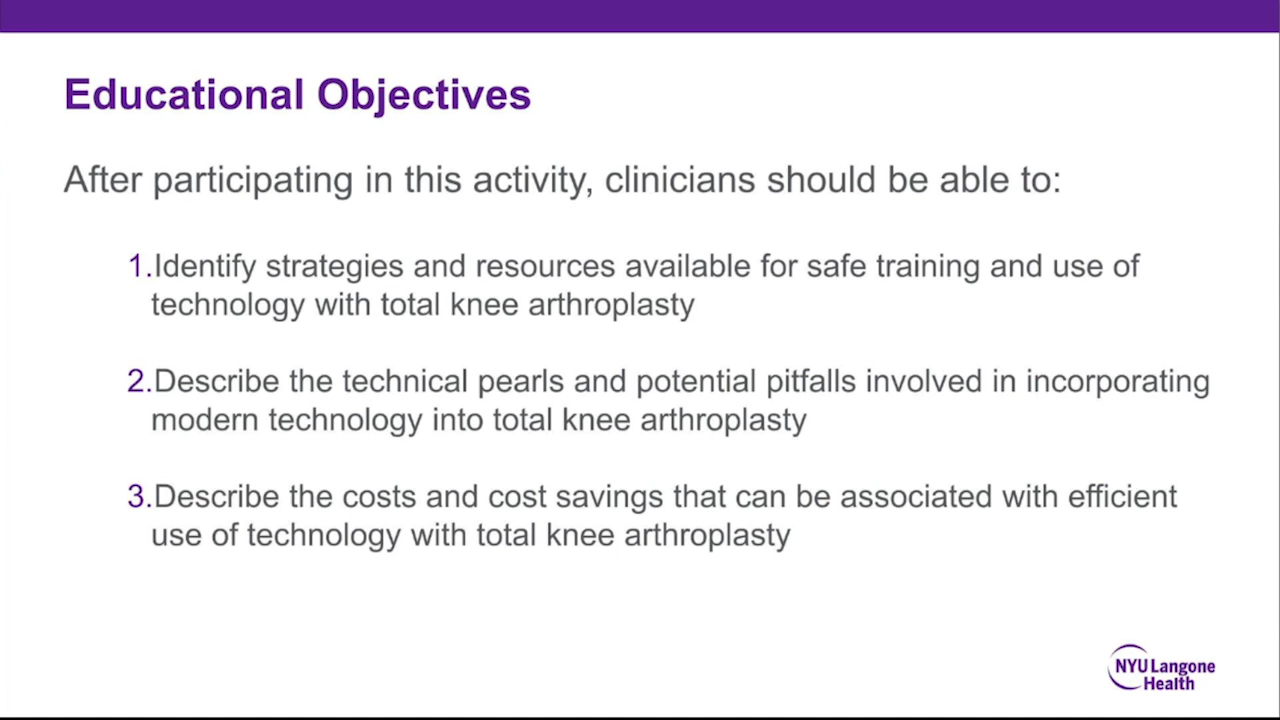 Educational Objectives
After participating in this activity, clinicians should be able to:
1.Identify strategies and resources available for safe training and use of
technology with total knee arthroplasty
2.Describe the technical pearls and potential pitfalls involved in incorporating
modern technology into total knee arthroplasty
3.Describe the costs and cost savings that can be associated with efficient
use of technology with total knee arthroplasty
NYU Langone
Health